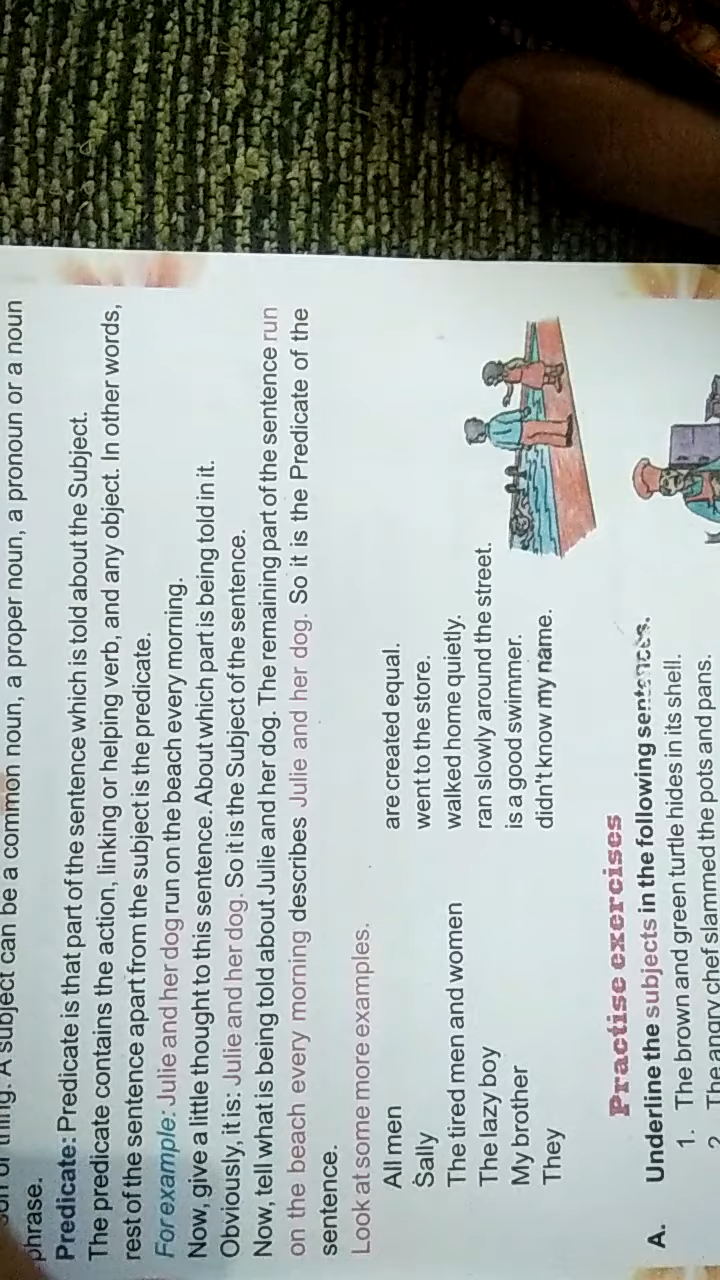 thing. A subject can be a common noun, a proper noun, a pronoun or a noun
phrase.
Predicate: Predicate is that part of the sentence which is told about the Subject.
The predicate contains the action, linking or helping verb, and any object. In other words,
rest of the sentence apart from the subject is the predicate.
For example: Julie and her dog run on the beach every morning.
Now, give a little thought to this sentence. About which part is being told in it.
Obviously, it is: Julie and her dog. So it is the Subject of the sentence.
Now, tell what is being told about Julie and her dog. The remaining part of the sentence run
on the beach every morning describes Julie and her dog. So it is the Predicate of the
sentence.
Look at some more examples.
All men are created equal.
Sally went to the store.
The tired men and women walked home quietly.
The lazy boy ran slowly around the street.
My brother is a good swimmer.
They didn't know my name.
Practise exercises
A. Underline the subjects in the following sentences.
1. The brown and green turtle hides in its shell.
2. The angry chef slammed the pots and pans.